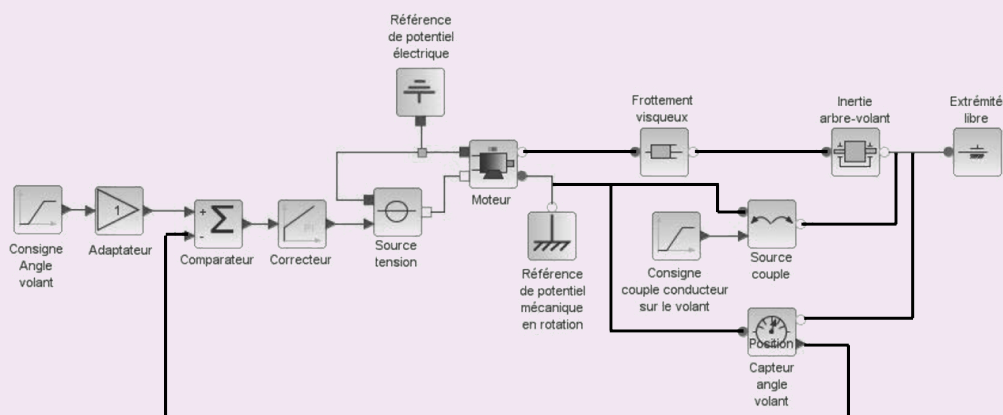 Référence
de potentiel
électrique
Frottement
visqueux
Inertie
arbre-volant
Extrémité
libre
Moteur
1
+
-
Σ
PI
Consigne
Angle
volant
Adaptateur
Comparateur
Correcteur
Source
tension
Référence
de potentiel
mécanique
en rotation
Consigne
couple conducteur
sur le volant
Source
couple
Position
Capteur
angle
volant